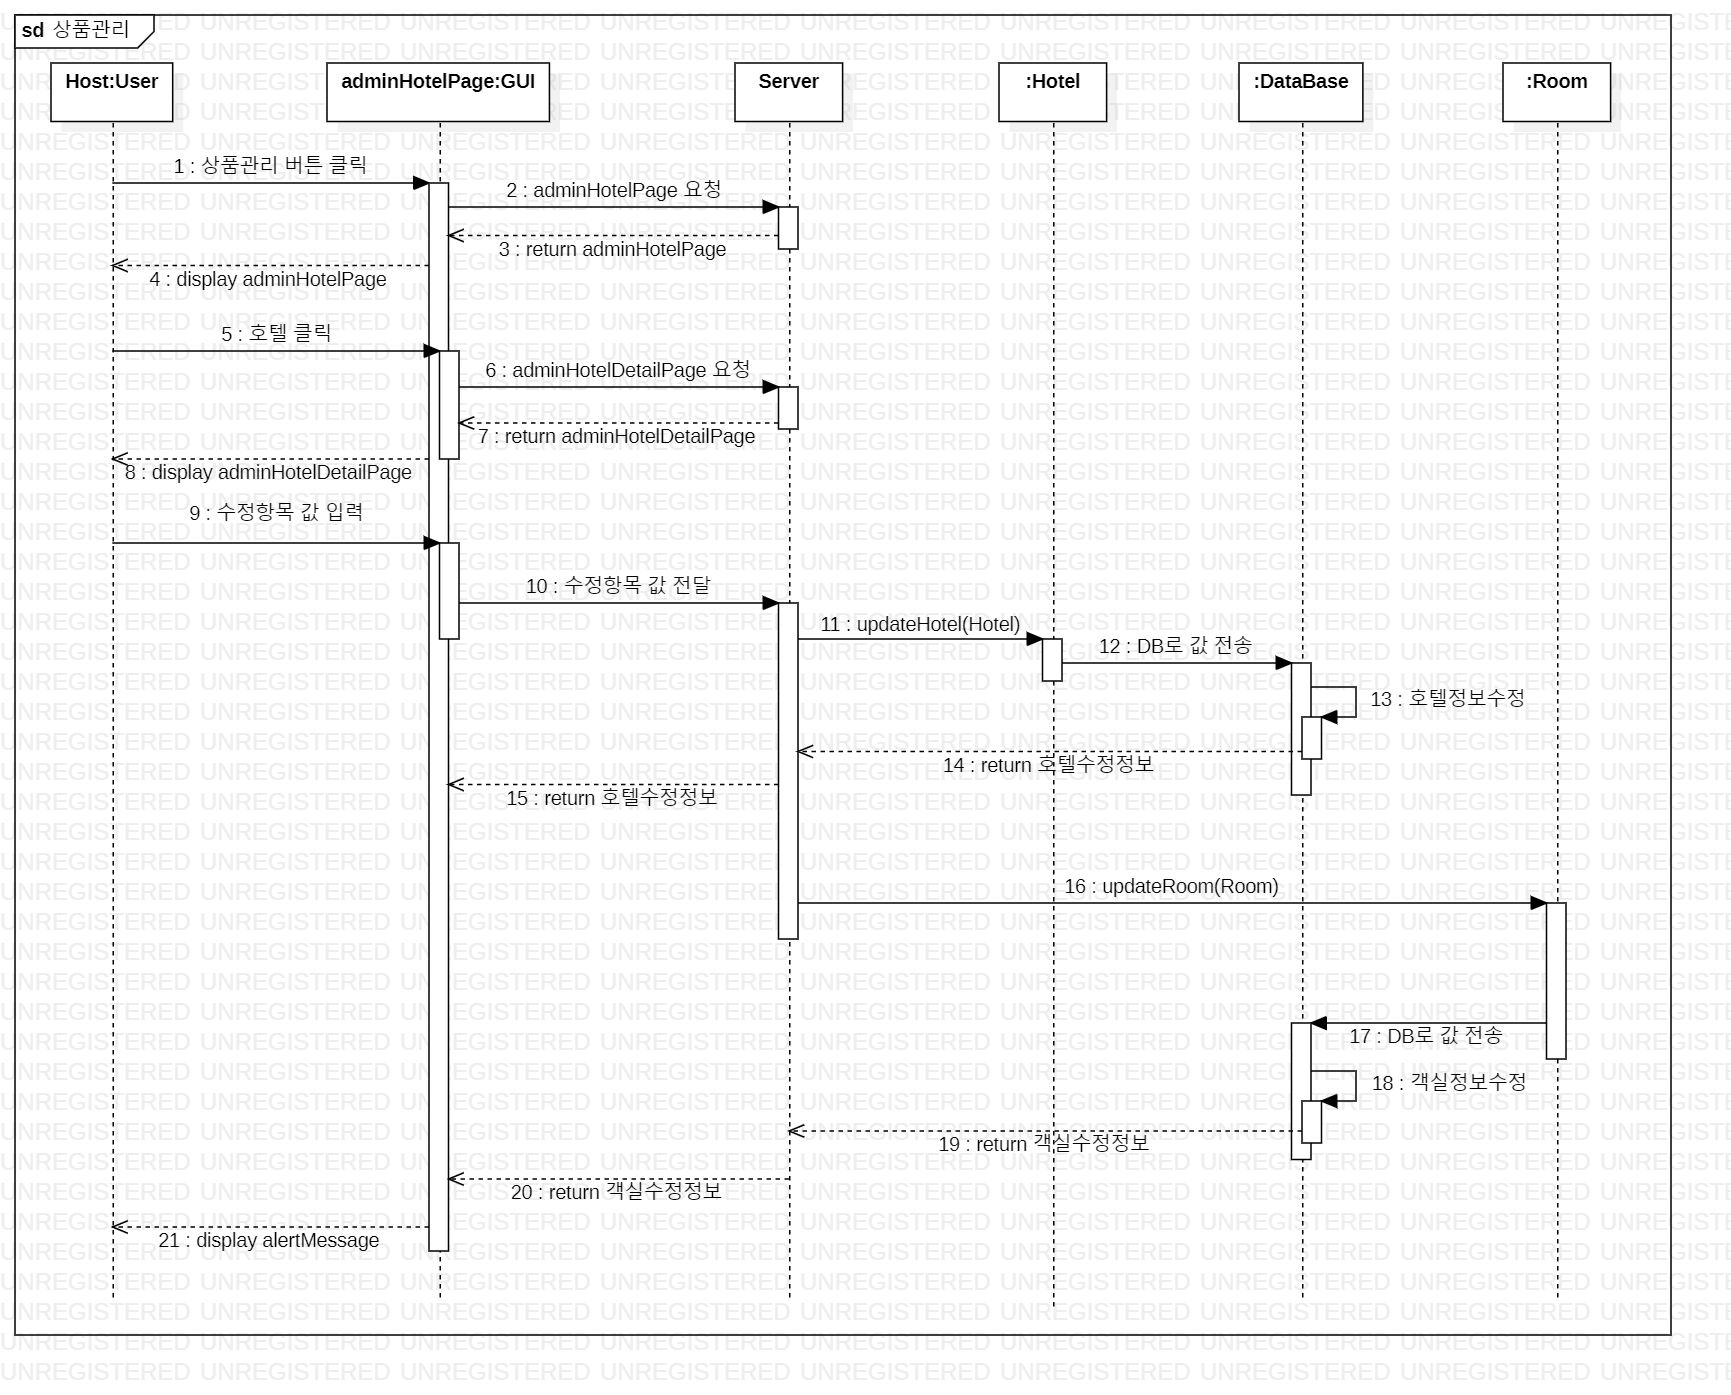 sd 상품관리
Host:User
adminHotelPage:GUI
Server
:Hotel
:DataBase
:Room
1 : 상품관리 버튼 클릭
2 : adminHotelPage 요청
3 : return adminHotelPage
4 : display adminHotelPage
5 : 호텔 클릭
6 : adminHotelDetailPage 요청
7 : return adminHotelDetailPage
8 : display adminHotelDetailPage
9 : 수정항목 값 입력
10 : 수정항목 값 전달
11 : updateHotel(Hotel)
12 : DB로 값 전송
13 : 호텔정보수정
14 : return 호텔수정정보
15 : return 호텔수정정보
16 : updateRoom(Room)
17 : DB로 값 전송
18 : 객실정보수정
19 : return 객실수정정보
20 : return 객실수정정보
21 : display alertMessage
UNREGISTERED